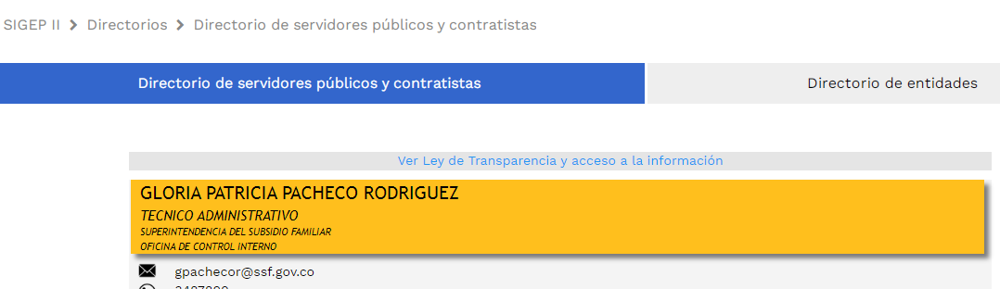 SIGEP II > Directorios > Directorio de servidores públicos y contratistas
Directorio de servidores públicos y contratistas
Directorio de entidades
Ver Ley de Transparencia y acceso a la información
GLORIA PATRICIA PACHECO RODRIGUEZ
TECNICO ADMINISTRATIVO
SUPERINTENDENCIA DEL SUBSIDIO FAMILIAR
OFICINA DE CONTROL INTERNO
gpachecor@ssf.gov.co